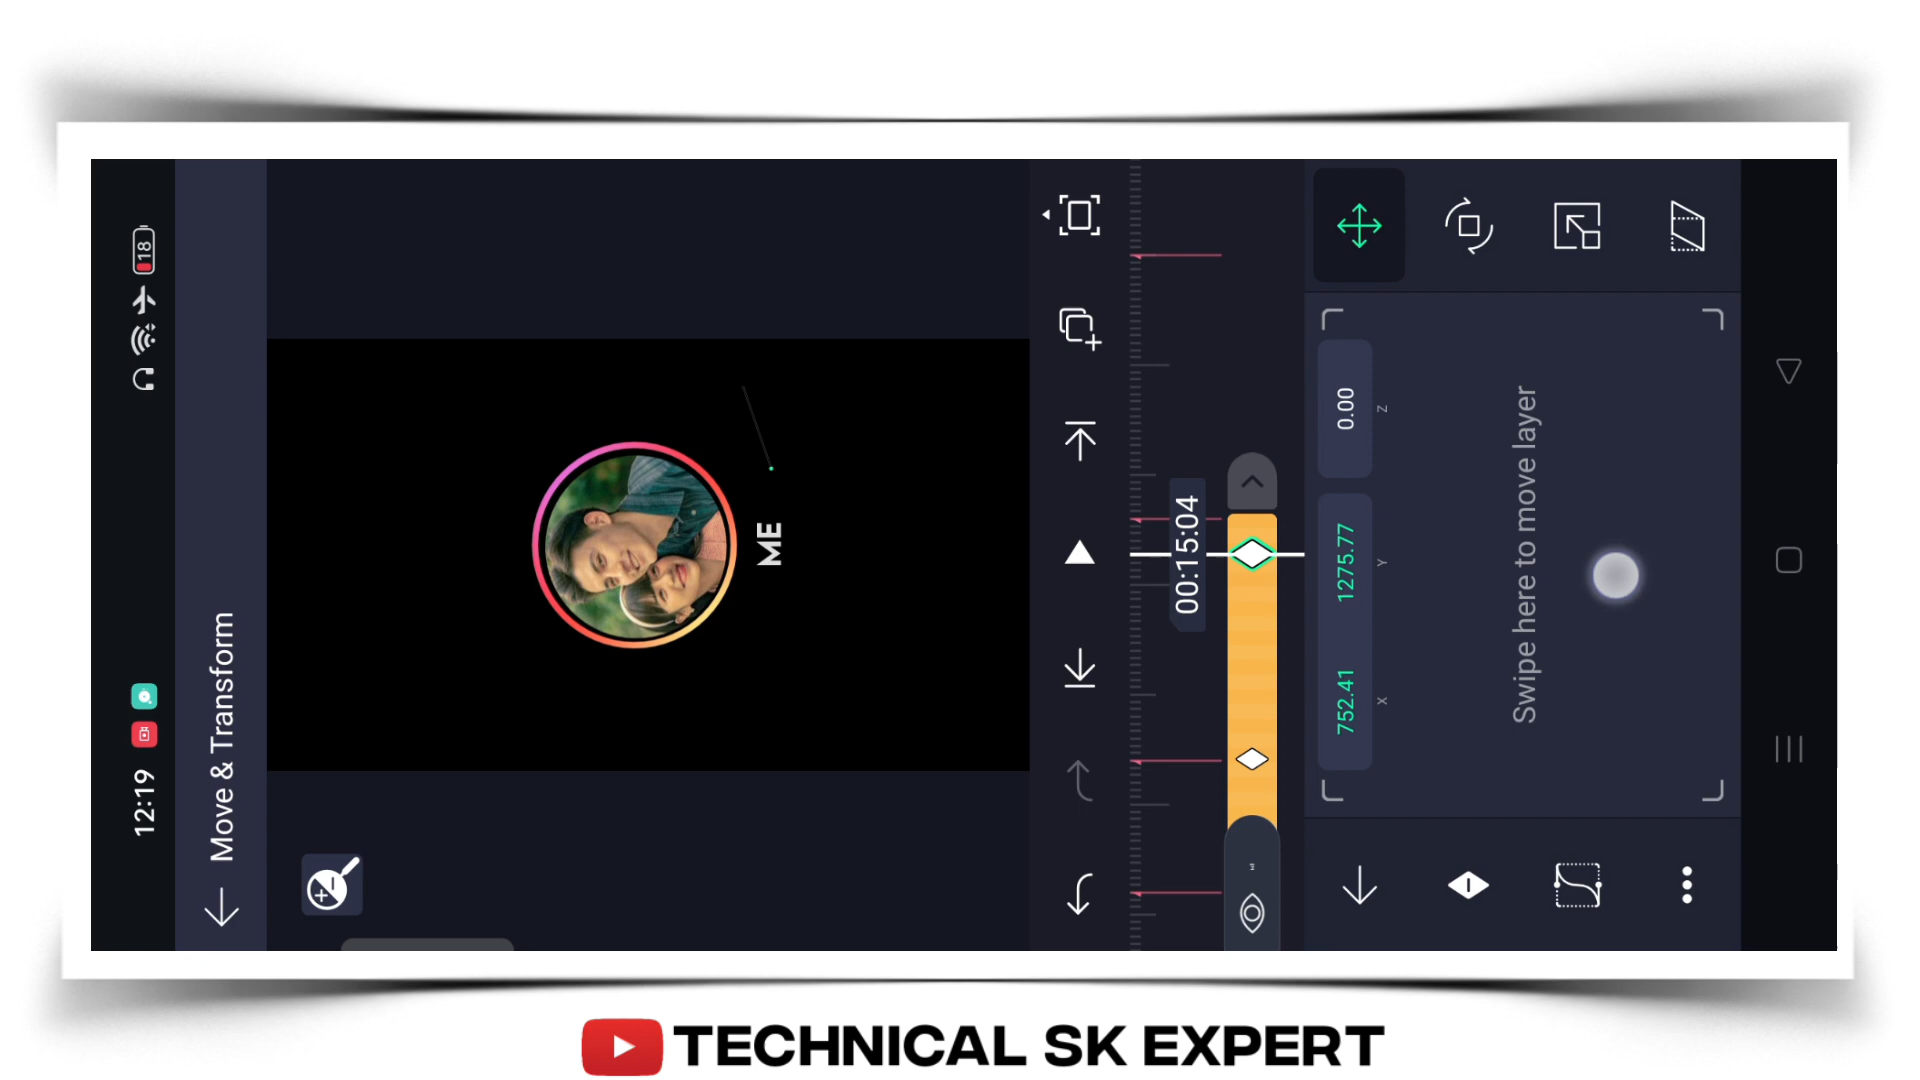 12:19
18
Move & Transform
ME
00:15:04
752.41
1275.77
0.00
X
Y
Z
Swipe here to move layer
TECHNICAL SK EXPERT